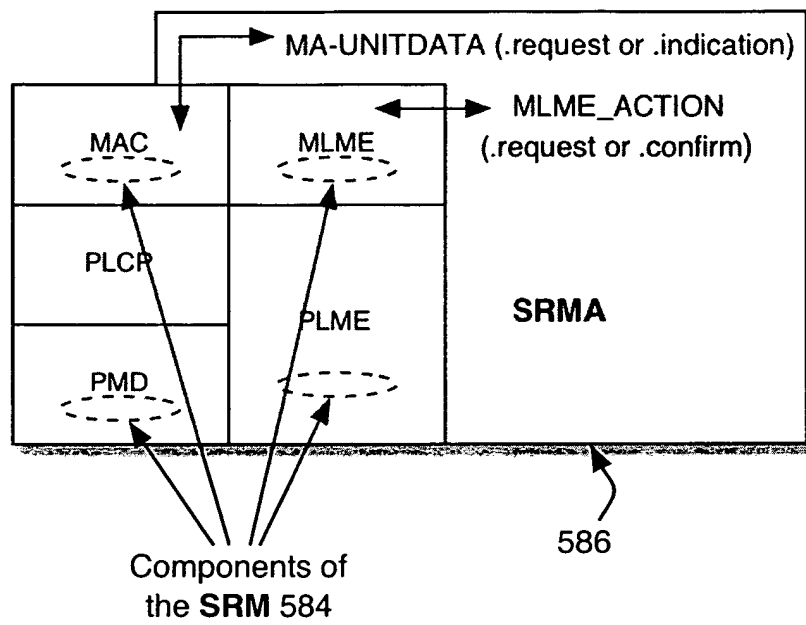 MA-UNITDATA (.request or .indication)
MLME_ACTION
(.request or .confirm)
MAC
MLME
PLCP
PLME
SRMA
PMD
586
Components of
the SRM 584